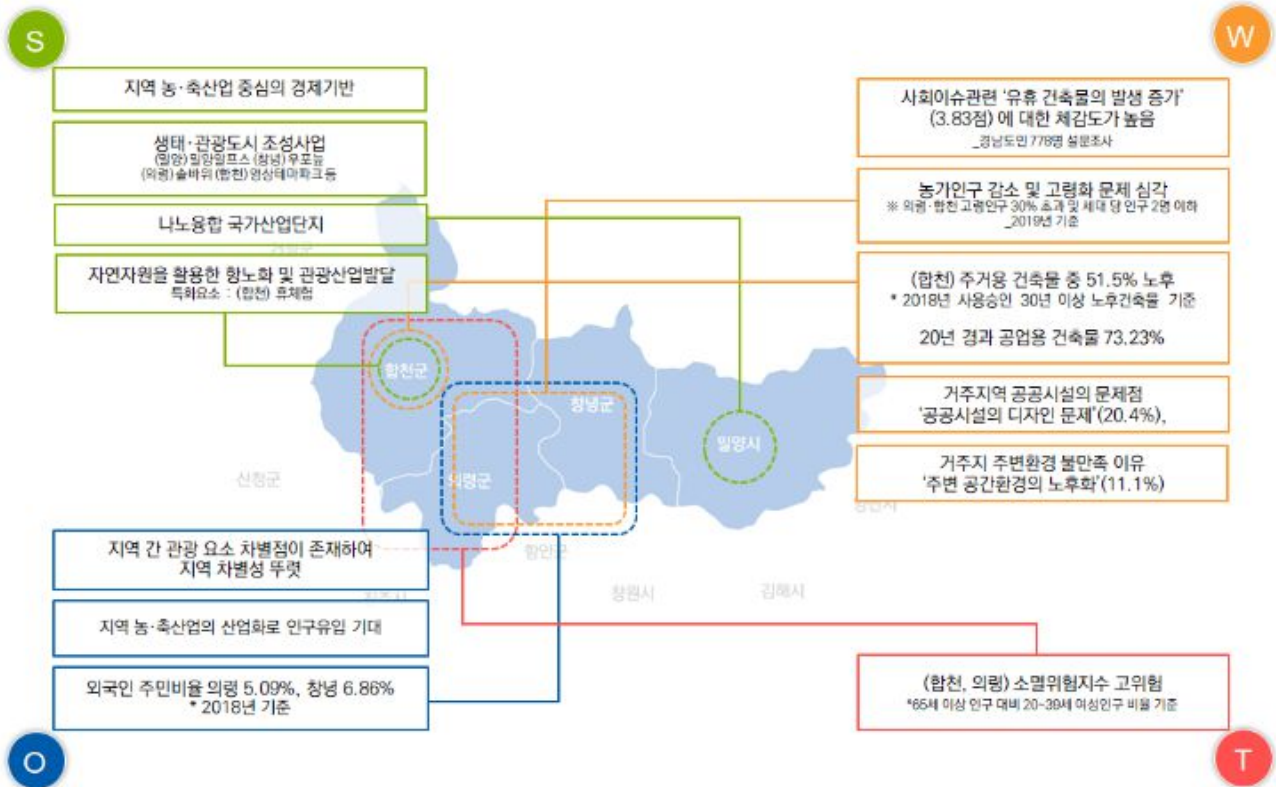 S
지역 농·축산업 중심의 경제기반
생태·관광도시 조성사업
(밀양)밀양알프스 (창녕)우포늪
(의령)솥바위 (합천)영상테마파크 등
나노융합 국가산업단지
자연자원을 활용한 항노화 및 관광산업발달
특화요소 : (합천) 휴체험
W
사회이슈관련 '유휴 건축물의 발생 증가'
(3.83점) 에 대한 체감도가 높음
_경남도민 778명 설문조사
농가인구 감소 및 고령화 문제 심각
※ 의령·합천 고령인구 30% 초과 및 세대 당 인구 2명 이하
_2019년 기준
(합천) 주거용 건축물 중 51.5% 노후
* 2018년 사용승인 30년 이상 노후건축물 기준
20년 경과 공업용 건축물 73.23%
거주지역 공공시설의 문제점
'공공시설의 디자인 문제'(20.4%),
거주지 주변환경 불만족 이유
'주변 공간환경의 노후화'(11.1%)
합천군
창녕군
밀양시
의령군
산청군
함안군
창원시
김해시
지역 간 관광 요소 차별점이 존재하여
지역 차별성 뚜렷
지역 농·축산업의 산업화로 인구유입 기대
외국인 주민비율 의령 5.09%, 창녕 6.86%
* 2018년 기준
O
(합천, 의령) 소멸위험지수 고위험
*65세 이상 인구 대비 20~39세 여성인구 비율 기준
T